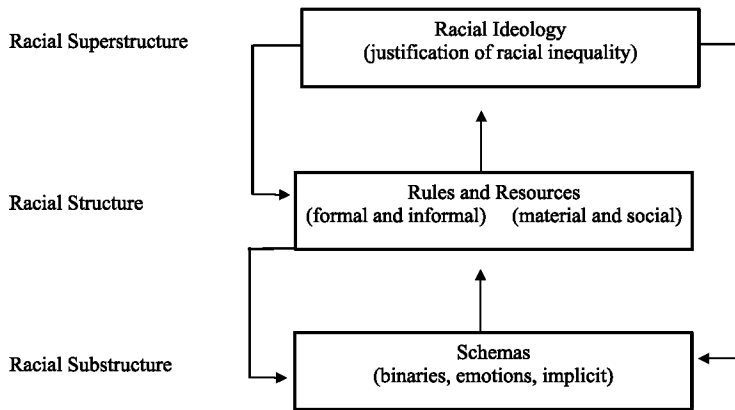 Racial Superstructure
Racial Ideology
(justification of racial inequality)
Racial Structure
Rules and Resources
(formal and informal) (material and social)
Racial Substructure
Schemas
(binaries, emotions, implicit)